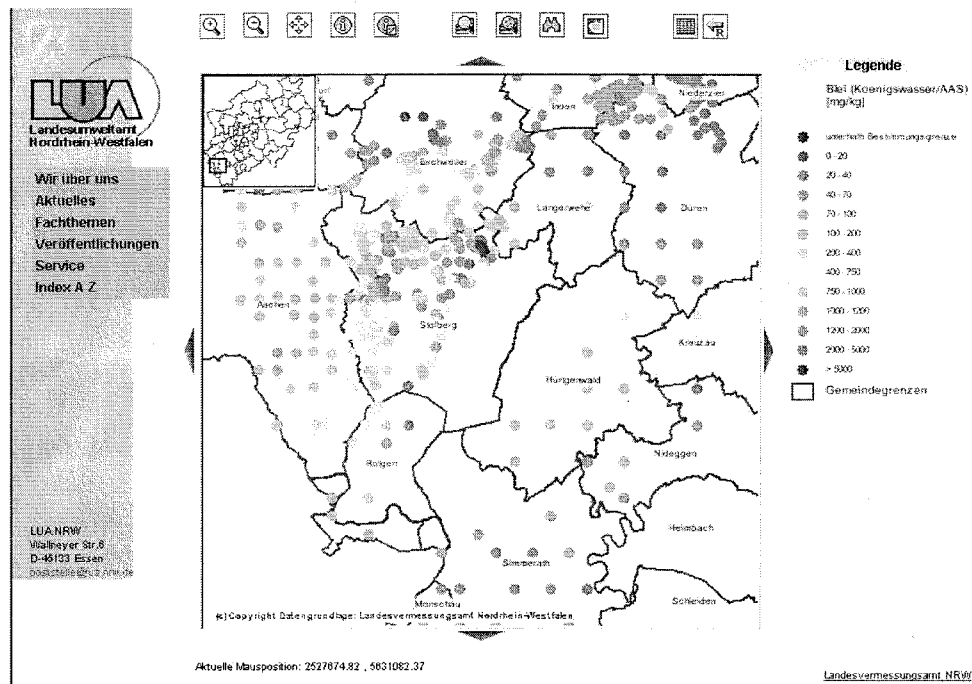 LUA
Landesumweltamt
Nordrhein-Westfalen
Wir über uns
Aktuelles
Fachthemen
Veröffentlichungen
Service
Index A-Z
LUA NRW
Wallneyer Str.6
D-45133 Essen
poststelle@lua.nrw.de
Inden
Niederzier
Eschweiler
Langerwehe
Düren
Aachen
Stolberg
Kreuzau
Hürtgenwald
Nideggen
Roetgen
Heimbach
Simmerath
Monschau
Schleiden
(c) Copyright Datengrundlage: Landesvermessungsamt Nordrhein-Westfalen
Aktuelle Mausposition: 2527674.82 , 5631082.37
Legende
Blei (Koenigswasser/AAS)
[mg/kg]
unterhalb Bestimmungsgrenze
0 - 20
20 - 40
40 - 70
70 - 100
100 - 200
200 - 400
400 - 750
750 - 1000
1000 - 1200
1200 - 2000
2000 - 5000
> 5000
Gemeindegrenzen
Landesvermessungsamt NRW